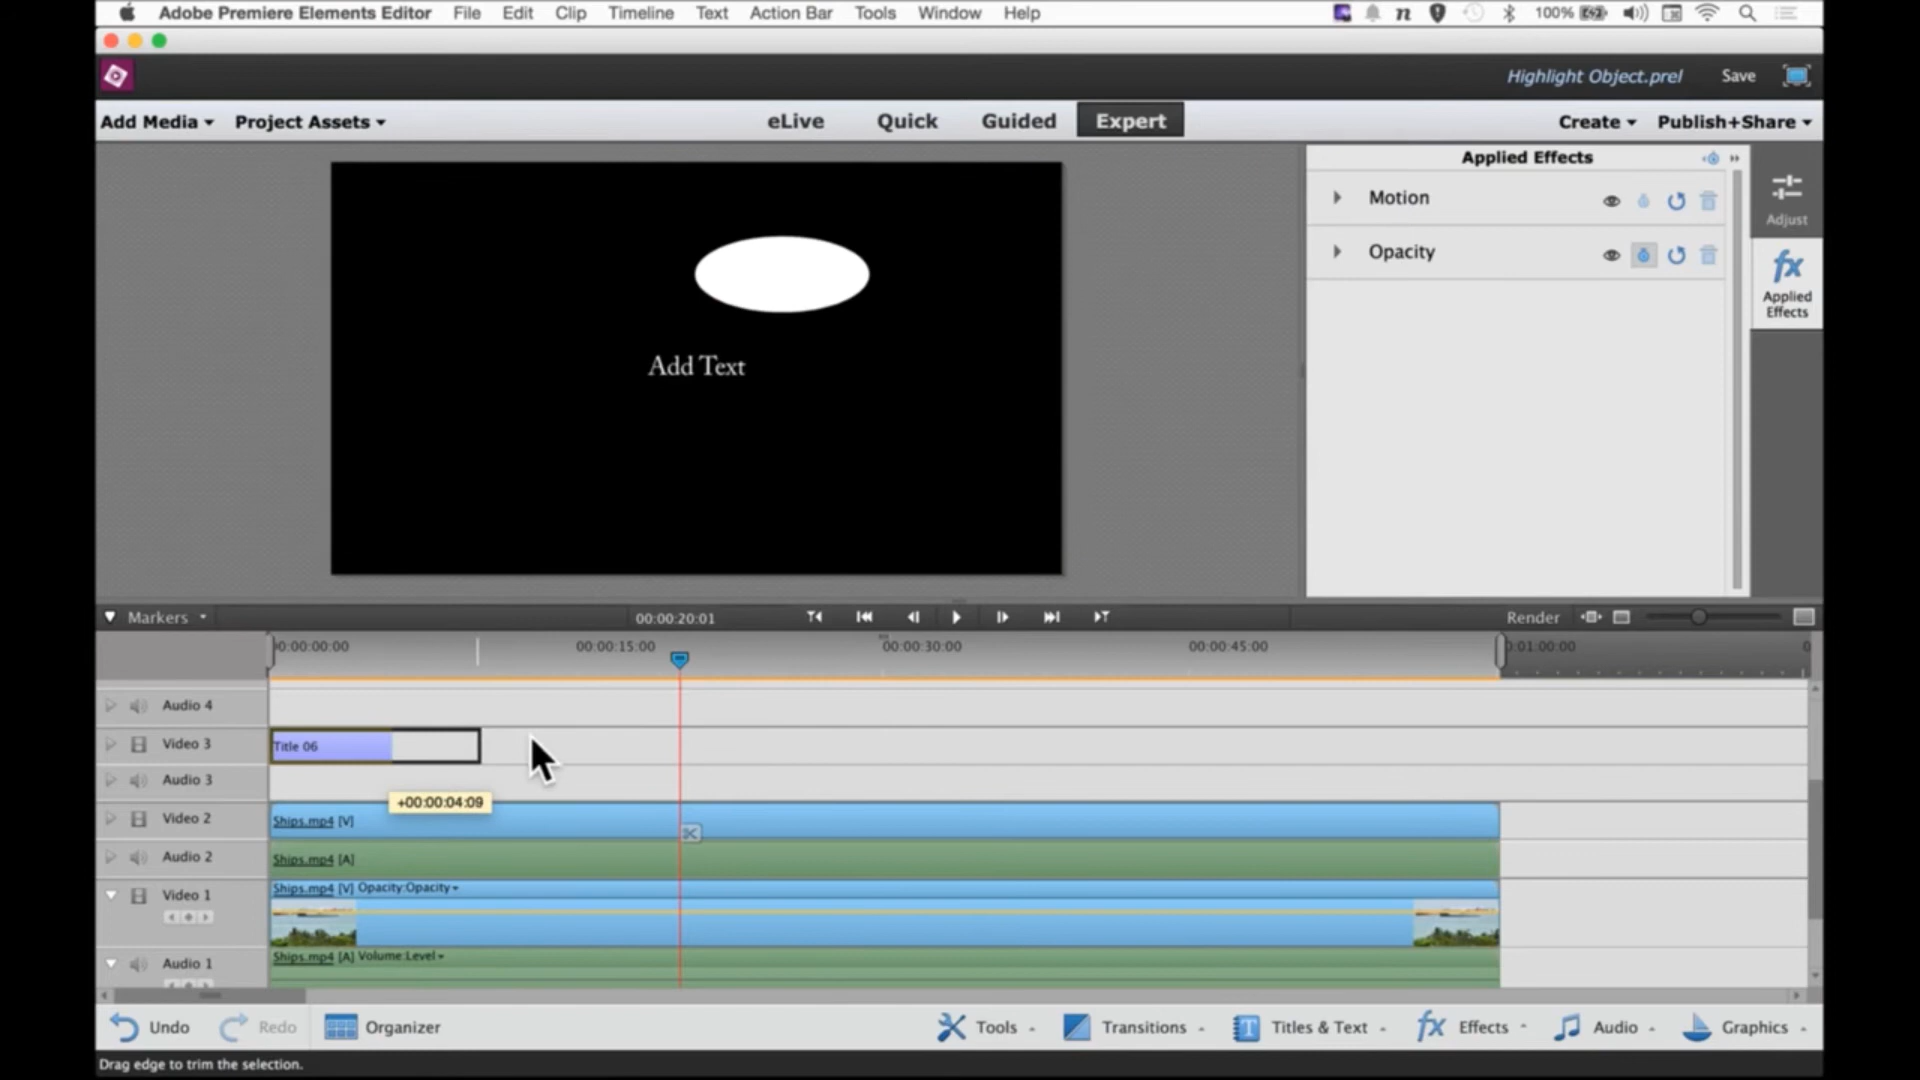 Adobe Premiere Elements Editor File Edit Clip Timeline Text Action Bar Tools Window Help 100%
Highlight Object.prel Save
Add Media Project Assets eLive Quick Guided Expert Create Publish+Share
Applied Effects
Motion
Adjust
Opacity
fx
Applied
Effects
Add Text
Markers 00:00:20:01 Render
00:00:00:00 00:00:15:00 00:00:30:00 00:00:45:00 0:01:00:00 0
Audio 4
Video 3 Title 06
Audio 3
+00:00:04:09
Video 2 Ships.mp4 [V]
Audio 2 Ships.mp4 [A]
Video 1 Ships.mp4 [V] Opacity:Opacity
Audio 1 Ships.mp4 [A] Volume:Level
Undo Redo Organizer Tools Transitions T Titles & Text fx Effects Audio Graphics
Drag edge to trim the selection.